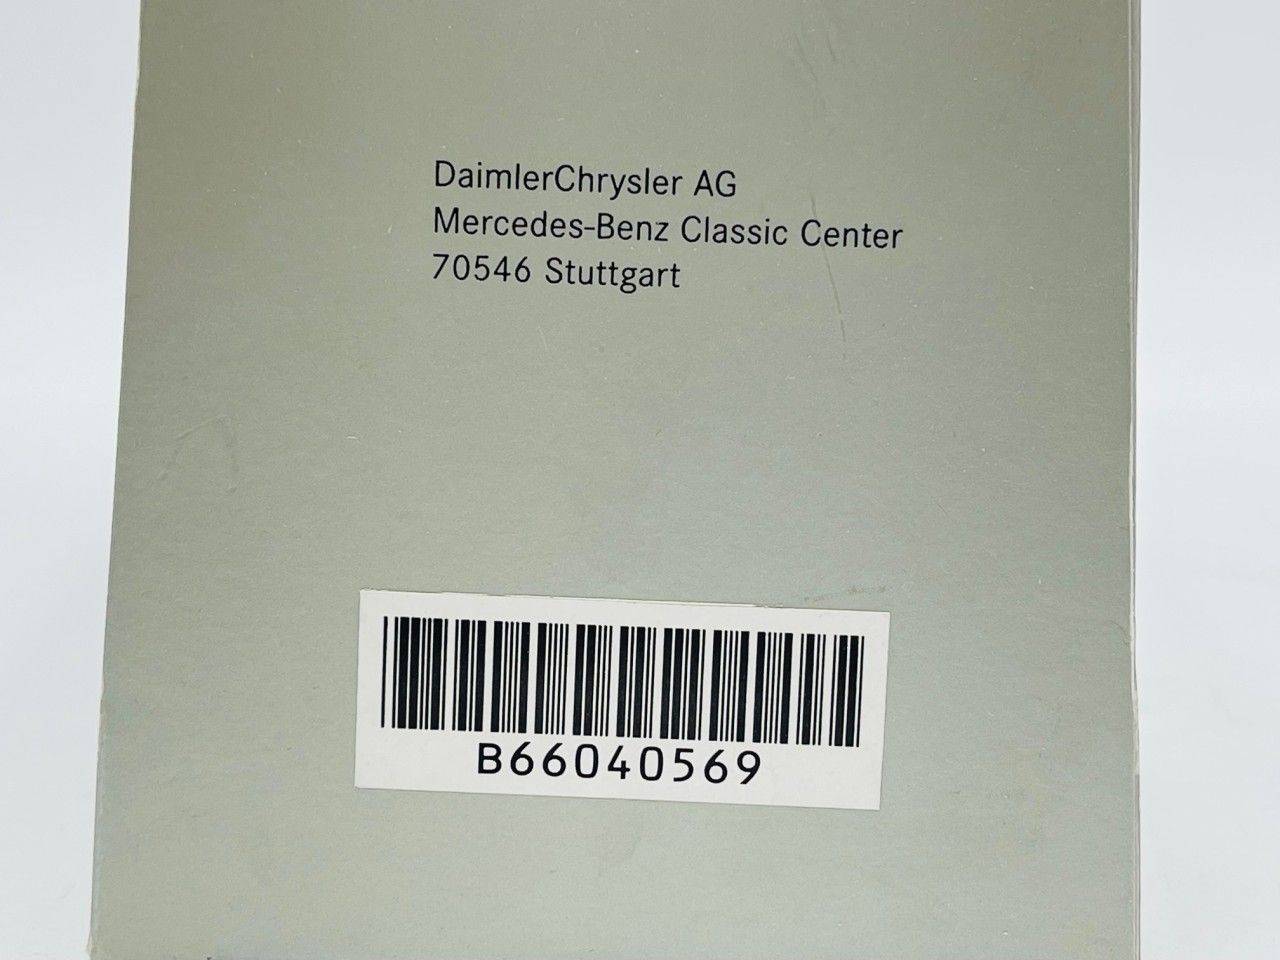 DaimlerChrysler AG
Mercedes-Benz Classic Center
70546 Stuttgart
B66040569